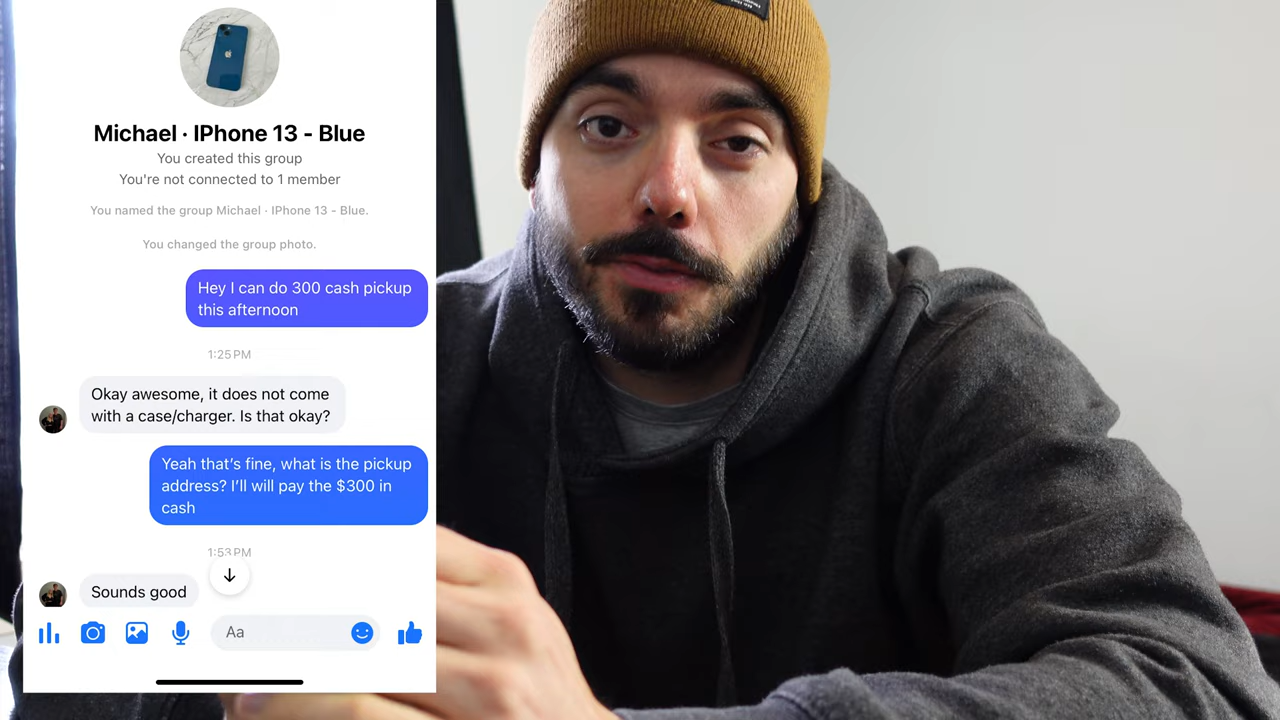 Michael · IPhone 13 - Blue
You created this group
You're not connected to 1 member
You named the group Michael · IPhone 13 - Blue.
You changed the group photo.
Hey I can do 300 cash pickup
this afternoon
1:25 PM
Okay awesome, it does not come
with a case/charger. Is that okay?
Yeah that's fine, what is the pickup
address? I'll will pay the $300 in
cash
1:53 PM
Sounds good
Aa